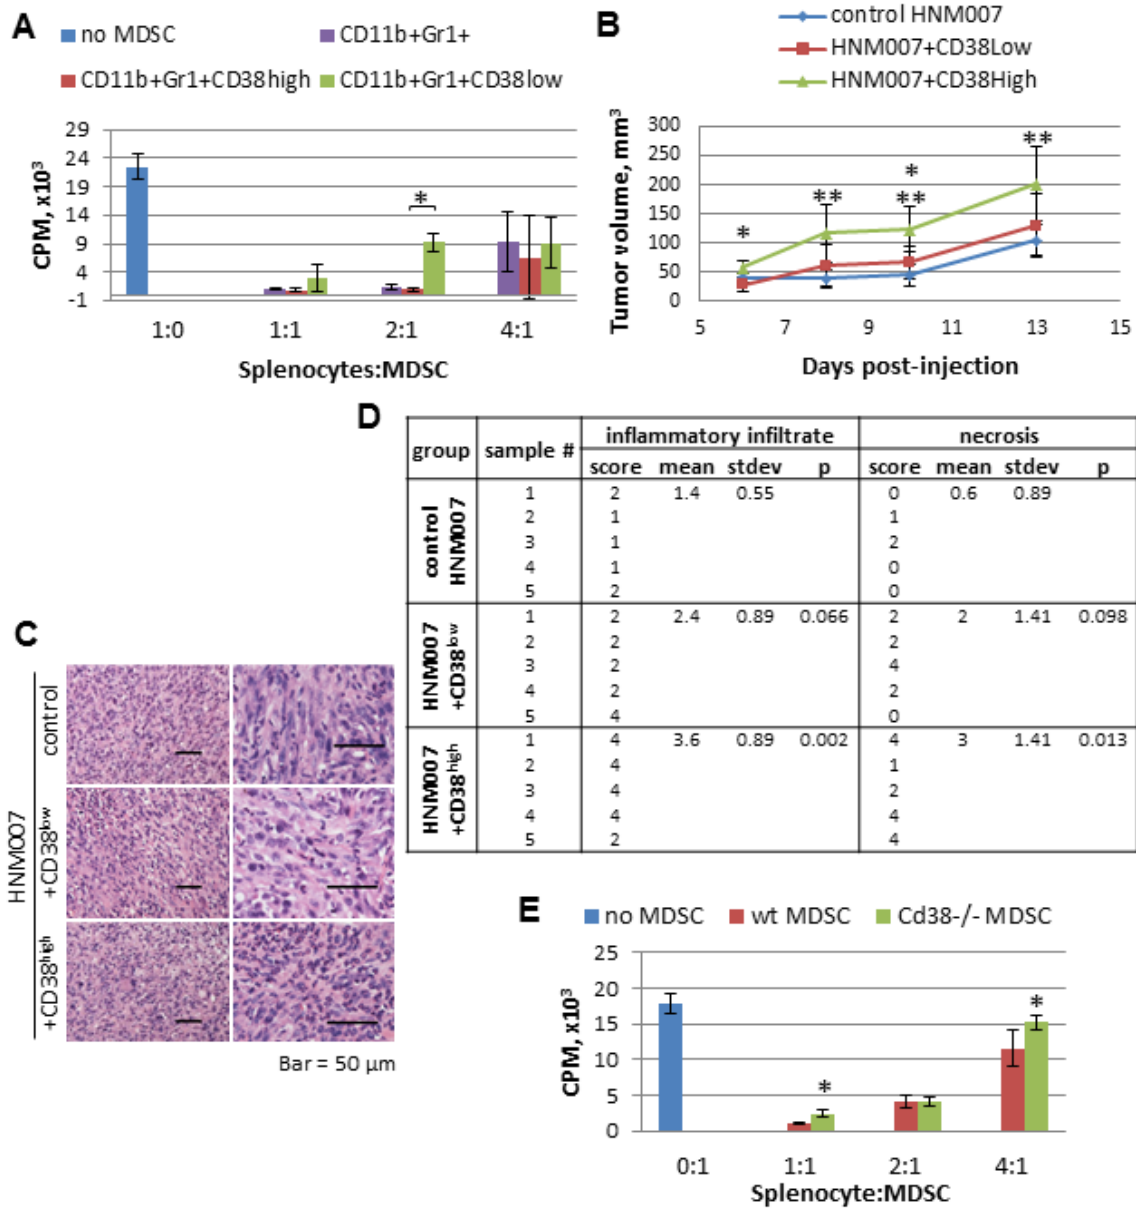 A
no MDSC
CD11b+Gr1+
CD11b+Gr1+CD38high
CD11b+Gr1+CD38low
29
24
19
14
9
4
-1
CPM, x10³
*
1:0 1:1 2:1 4:1
Splenocytes:MDSC
B
control HNM007
HNM007+CD38Low
HNM007+CD38High
300
250
200
150
100
50
0
Tumor volume, mm³
*
**
*
**
**
5 7 9 11 13 15
Days post-injection
C
control
+CD38low
+CD38high
HNM007
Bar = 50 µm
D
group sample # inflammatory infiltrate necrosis
score mean stdev p score mean stdev p
control HNM007
1 2 1.4 0.55 0 0.6 0.89
2 1 1
3 1 2
4 1 0
5 2 0
HNM007 +CD38low
1 2 2.4 0.89 0.066 2 2 1.41 0.098
2 2 2
3 2 4
4 2 2
5 4 0
HNM007 +CD38high
1 4 3.6 0.89 0.002 4 3 1.41 0.013
2 4 1
3 4 2
4 4 4
5 2 4
E
no MDSC wt MDSC Cd38-/- MDSC
25
20
15
10
5
0
CPM, x10³
*
*
0:1 1:1 2:1 4:1
Splenocyte:MDSC